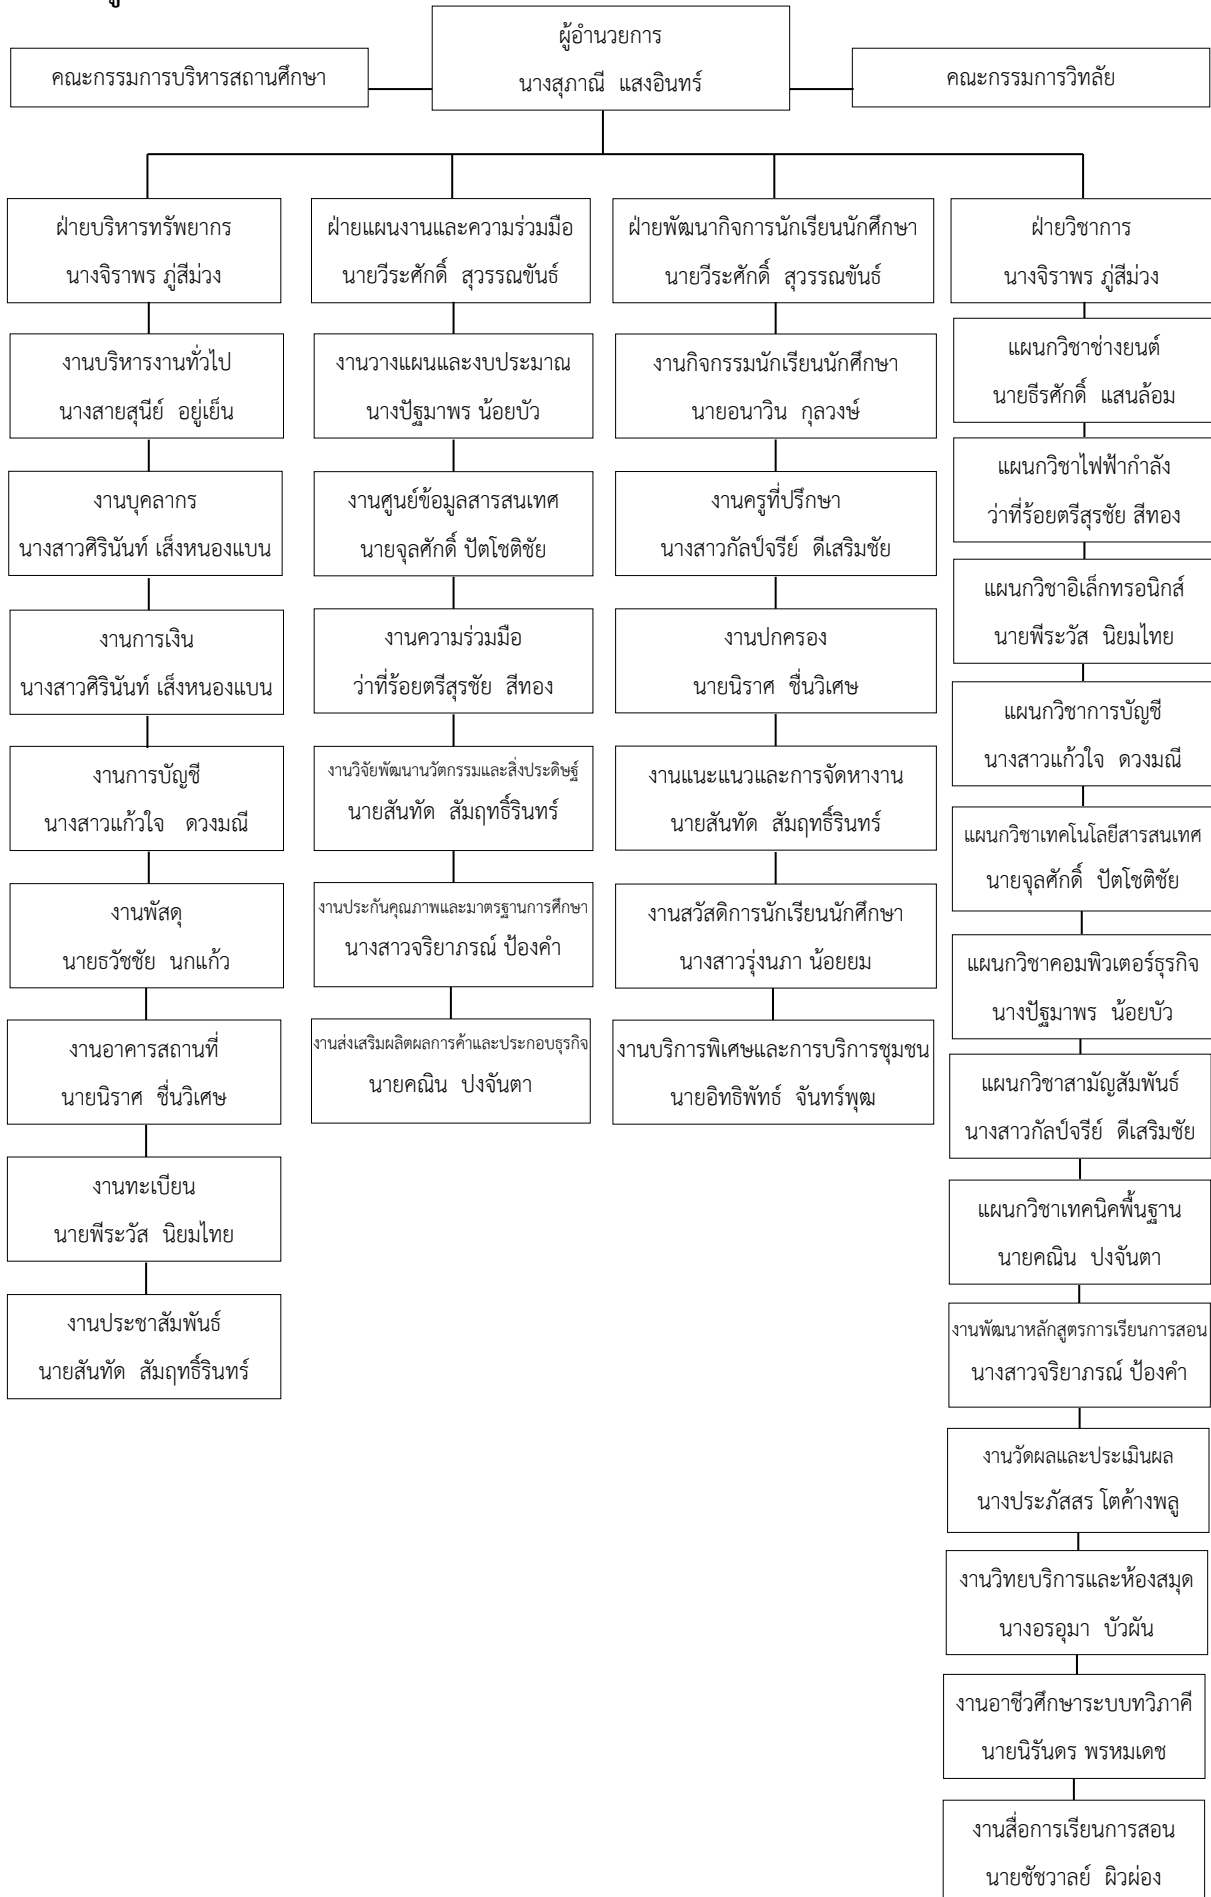 ผู้อำนวยการ
นางสุภาณี แสงอินทร์
คณะกรรมการบริหารสถานศึกษา
คณะกรรมการวิทลัย
ฝ่ายบริหารทรัพยากร
นางจิราพร ภู่สีม่วง
งานบริหารงานทั่วไป
นางสายสุนีย์ อยู่เย็น
งานบุคลากร
นางสาวศิรินันท์ เส็งหนองแบน
งานการเงิน
นางสาวศิรินันท์ เส็งหนองแบน
งานการบัญชี
นางสาวแก้วใจ ดวงมณี
งานพัสดุ
นายธวัชชัย นกแก้ว
งานอาคารสถานที่
นายนิราศ ชื่นวิเศษ
งานทะเบียน
นายพีระวัส นิยมไทย
งานประชาสัมพันธ์
นายสันทัด สัมฤทธิ์รินทร์
ฝ่ายแผนงานและความร่วมมือ
นายวีระศักดิ์ สุวรรณขันธ์
งานวางแผนและงบประมาณ
นางปัฐมาพร น้อยบัว
งานศูนย์ข้อมูลสารสนเทศ
นายจุลศักดิ์ ปัตโชติชัย
งานความร่วมมือ
ว่าที่ร้อยตรีสุรชัย สีทอง
งานวิจัยพัฒนานวัตกรรมและสิ่งประดิษฐ์
นายสันทัด สัมฤทธิ์รินทร์
งานประกันคุณภาพและมาตรฐานการศึกษา
นางสาวจริยาภรณ์ ป้องคำ
งานส่งเสริมผลิตผลการค้าและประกอบธุรกิจ
นายคณิน ปงจันตา
ฝ่ายพัฒนากิจการนักเรียนนักศึกษา
นายวีระศักดิ์ สุวรรณขันธ์
งานกิจกรรมนักเรียนนักศึกษา
นายอนาวิน กุลวงษ์
งานครูที่ปรึกษา
นางสาวกัลป์จรีย์ ดีเสริมชัย
งานปกครอง
นายนิราศ ชื่นวิเศษ
งานแนะแนวและการจัดหางาน
นายสันทัด สัมฤทธิ์รินทร์
งานสวัสดิการนักเรียนนักศึกษา
นางสาวรุ่งนภา น้อยยม
งานบริการพิเศษและการบริการชุมชน
นายอิทธิพัทธ์ จันทร์พุฒ
ฝ่ายวิชาการ
นางจิราพร ภู่สีม่วง
แผนกวิชาช่างยนต์
นายธีรศักดิ์ แสนล้อม
แผนกวิชาไฟฟ้ากำลัง
ว่าที่ร้อยตรีสุรชัย สีทอง
แผนกวิชาอิเล็กทรอนิกส์
นายพีระวัส นิยมไทย
แผนกวิชาการบัญชี
นางสาวแก้วใจ ดวงมณี
แผนกวิชาเทคโนโลยีสารสนเทศ
นายจุลศักดิ์ ปัตโชติชัย
แผนกวิชาคอมพิวเตอร์ธุรกิจ
นางปัฐมาพร น้อยบัว
แผนกวิชาสามัญสัมพันธ์
นางสาวกัลป์จรีย์ ดีเสริมชัย
แผนกวิชาเทคนิคพื้นฐาน
นายคณิน ปงจันตา
งานพัฒนาหลักสูตรการเรียนการสอน
นางสาวจริยาภรณ์ ป้องคำ
งานวัดผลและประเมินผล
นางประภัสสร โตค้างพลู
งานวิทยบริการและห้องสมุด
นางอรอุมา บัวผัน
งานอาชีวศึกษาระบบทวิภาคี
นายนิรันดร พรหมเดช
งานสื่อการเรียนการสอน
นายชัชวาลย์ ผิวผ่อง